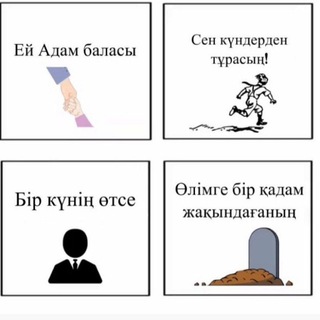 Ей Адам баласы
Сен күндерден
тұрасың!
Бір күнің өтсе
Өлімге бір қадам
жақындағаның